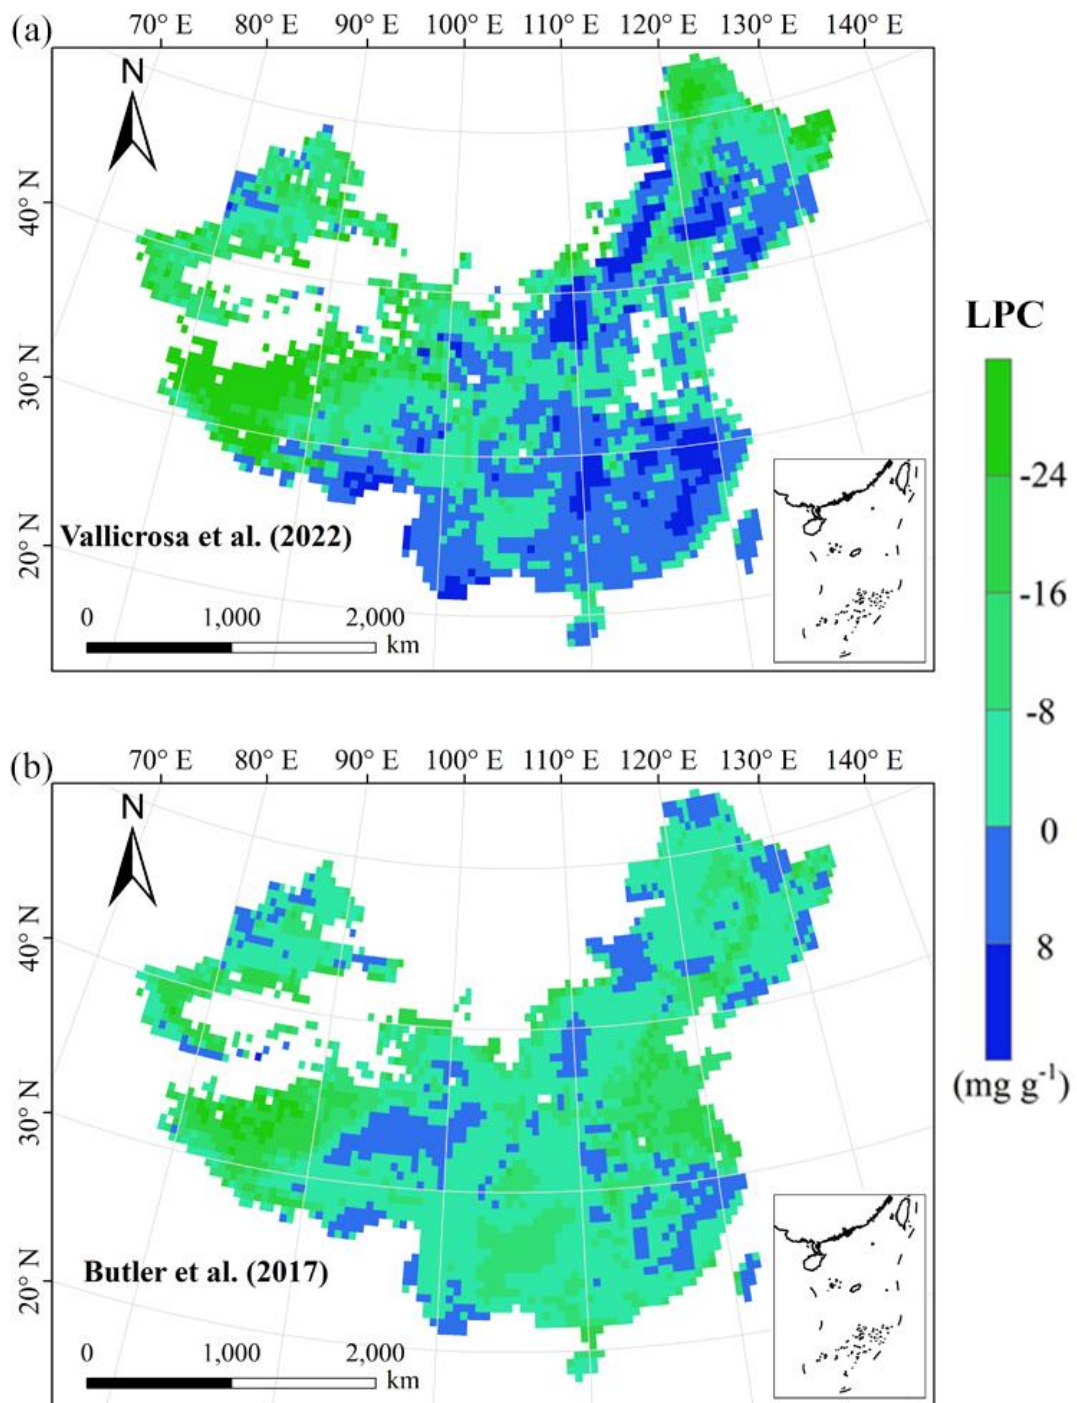 (a)
70° E 80° E 90° E 100° E 110° E 120° E 130° E 140° E
N
40° N
30° N
20° N
Vallicrosa et al. (2022)
0 1,000 2,000
km
LPC
-24
-16
-8
0
8
(mg g-1)
(b)
70° E 80° E 90° E 100° E 110° E 120° E 130° E 140° E
N
40° N
30° N
20° N
Butler et al. (2017)
0 1,000 2,000
km